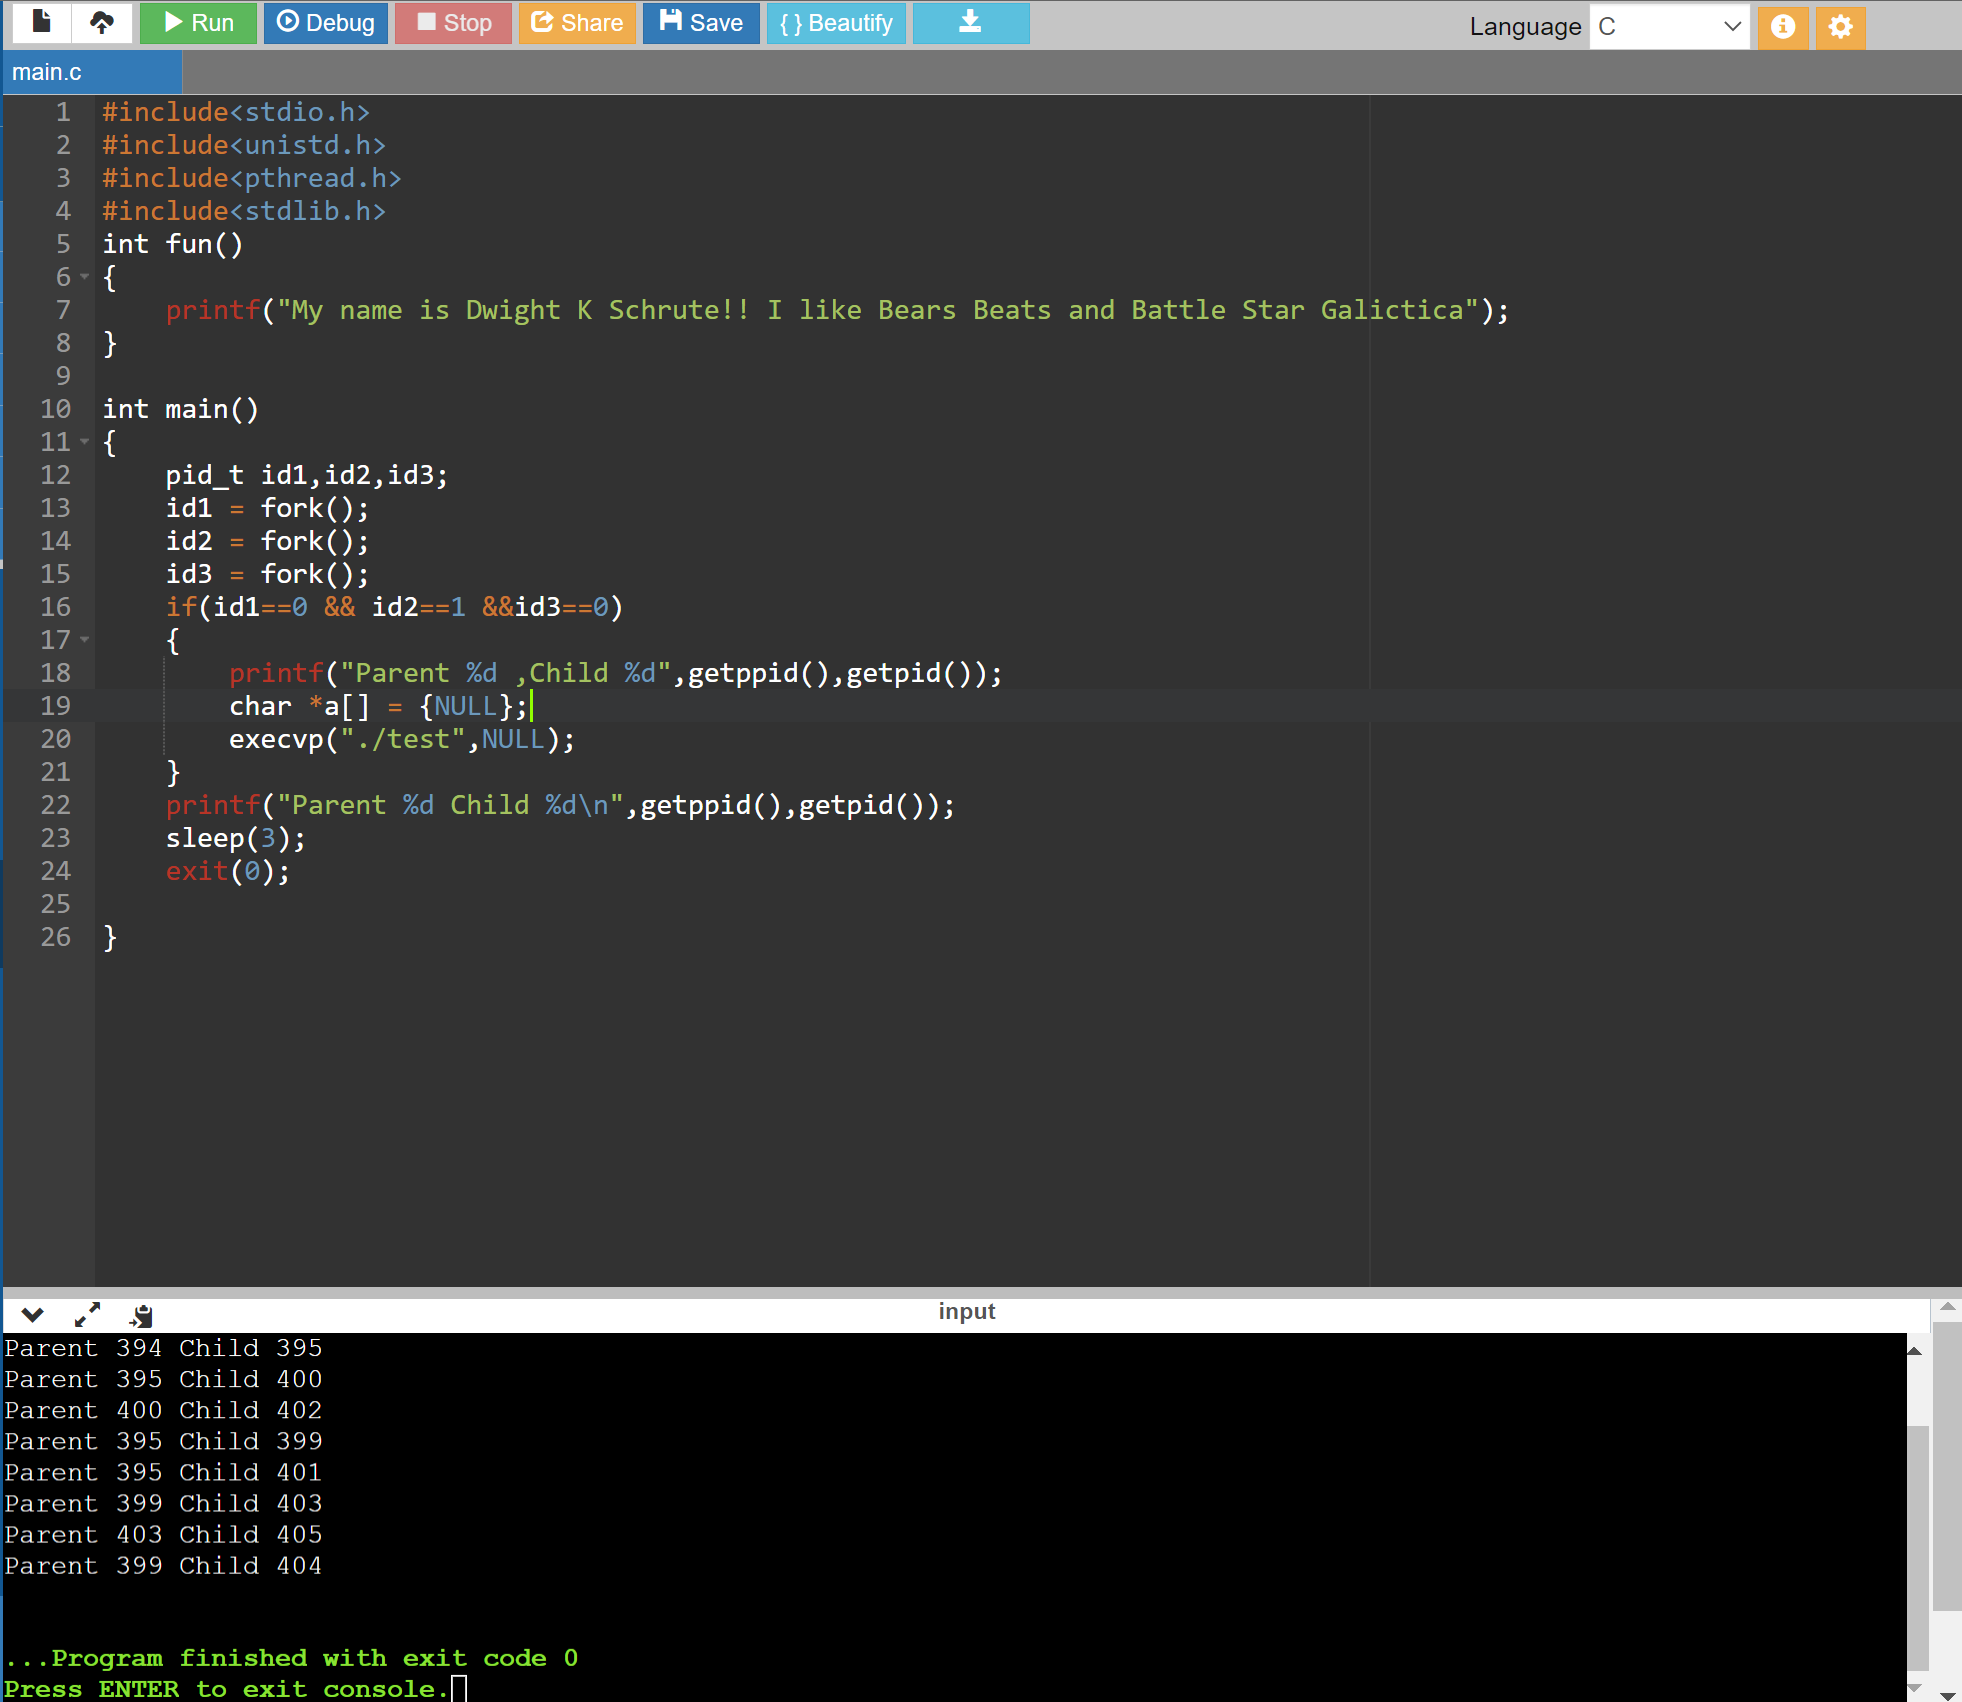 Run Debug Stop Share Save { } Beautify Language C
main.c
1 #include<stdio.h>
2 #include<unistd.h>
3 #include<pthread.h>
4 #include<stdlib.h>
5 int fun()
6 {
7     printf("My name is Dwight K Schrute!! I like Bears Beats and Battle Star Galictica");
8 }
9
10 int main()
11 {
12     pid_t id1,id2,id3;
13     id1 = fork();
14     id2 = fork();
15     id3 = fork();
16     if(id1==0 && id2==1 &&id3==0)
17     {
18         printf("Parent %d ,Child %d",getppid(),getpid());
19         char *a[] = {NULL};
20         execvp("./test",NULL);
21     }
22     printf("Parent %d Child %d\n",getppid(),getpid());
23     sleep(3);
24     exit(0);
25
26 }
input
Parent 394 Child 395
Parent 395 Child 400
Parent 400 Child 402
Parent 395 Child 399
Parent 395 Child 401
Parent 399 Child 403
Parent 403 Child 405
Parent 399 Child 404
...Program finished with exit code 0
Press ENTER to exit console.